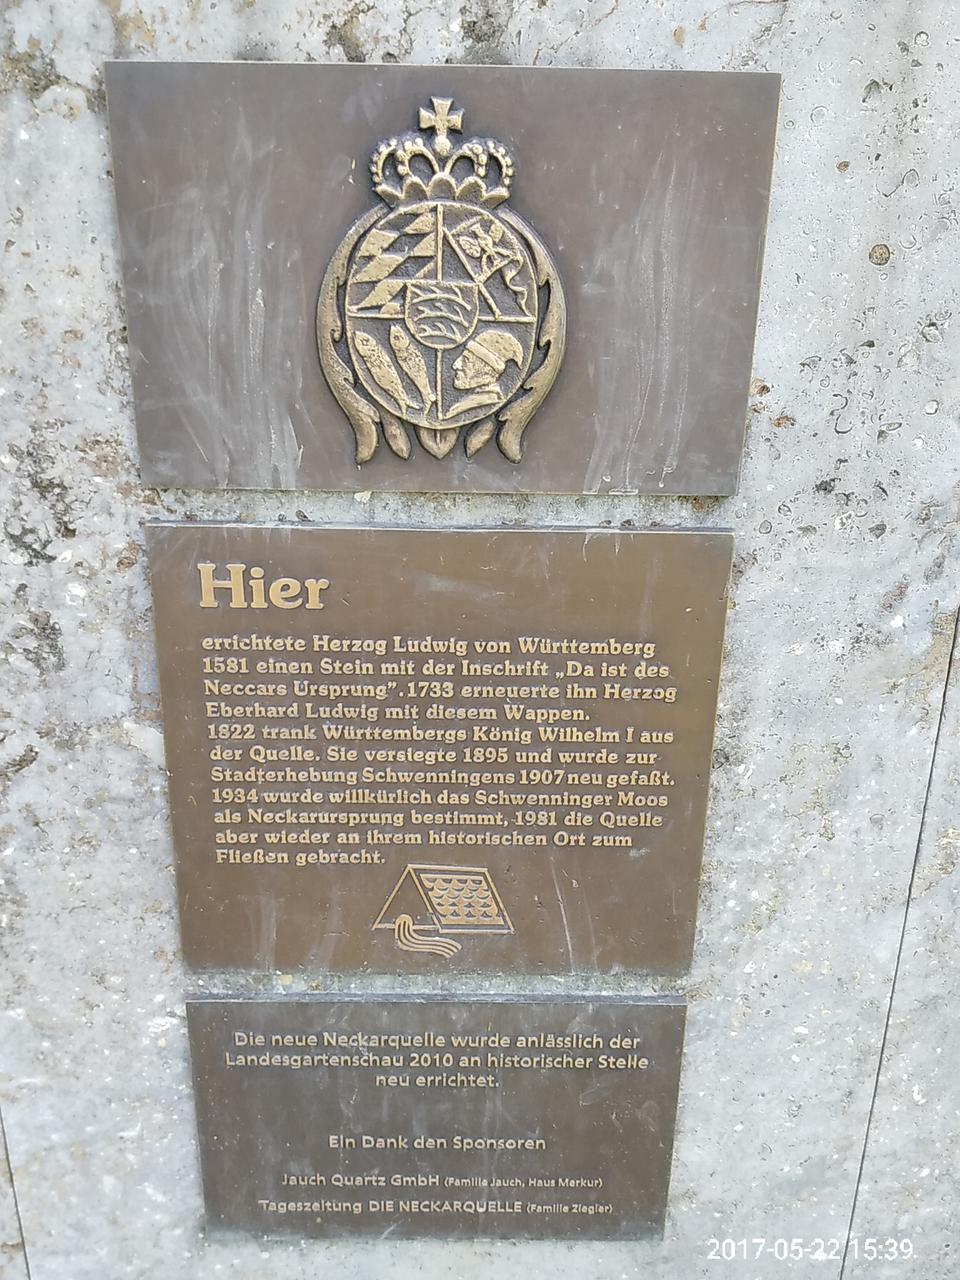 Hier
errichtete Herzog Ludwig von Württemberg
1581 einen Stein mit der Inschrift „Da ist des
Neccars Ursprung”. 1733 erneuerte ihn Herzog
Eberhard Ludwig mit diesem Wappen.
1822 trank Württembergs König Wilhelm I aus
der Quelle. Sie versiegte 1895 und wurde zur
Stadterhebung Schwenningens 1907 neu gefaßt.
1934 wurde willkürlich das Schwenninger Moos
als Neckarursprung bestimmt, 1981 die Quelle
aber wieder an ihrem historischen Ort zum
Fließen gebracht.
Die neue Neckarquelle wurde anlässlich der
Landesgartenschau 2010 an historischer Stelle
neu errichtet.
Ein Dank den Sponsoren
Jauch Quartz GmbH (Familie Jauch, Haus Merkur)
Tageszeitung DIE NECKARQUELLE (Familie Ziegler)
2017-05-22 15:39